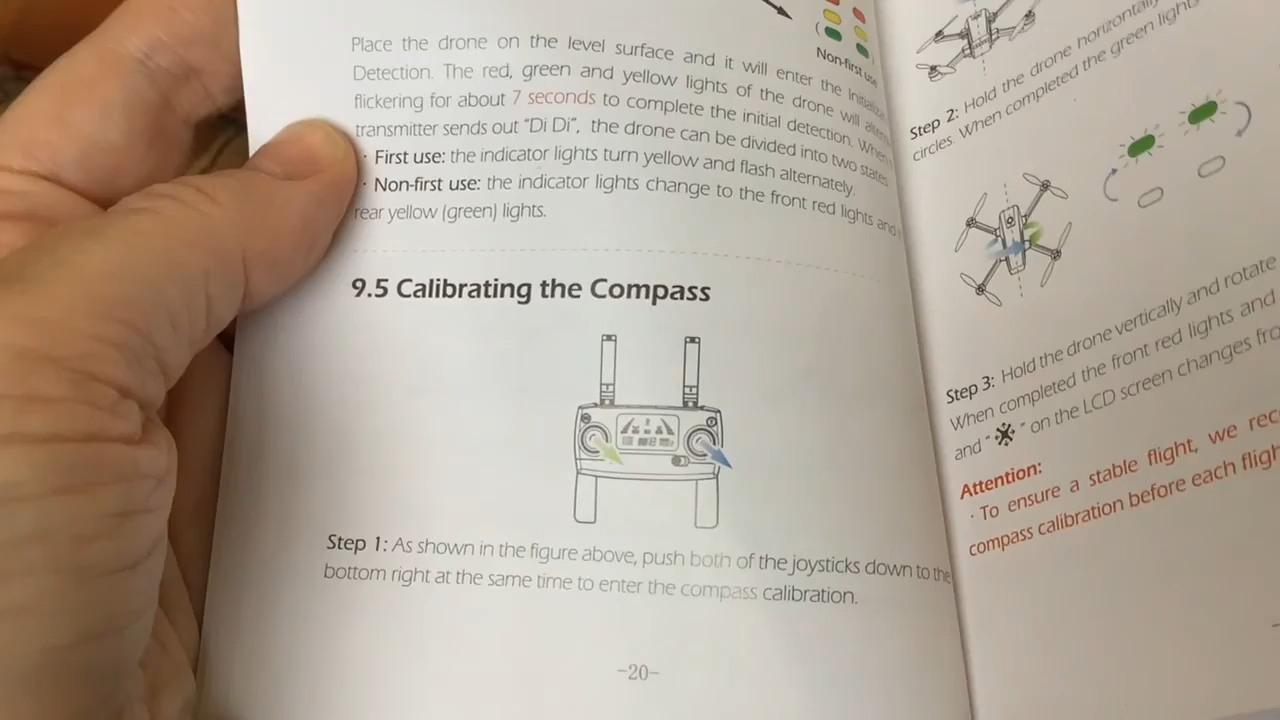 Non-first use
Place the drone on the level surface and it will enter the
Detection. The red, green and yellow lights of the drone will
flickering for about 7 seconds to complete the initial detection. When
transmitter sends out “Di Di”, the drone can be divided into two states
· First use: the indicator lights turn yellow and flash alternately.
· Non-first use: the indicator lights change to the front red lights and
rear yellow (green) lights.
9.5 Calibrating the Compass
Step 1: As shown in the figure above, push both of the joysticks down to the
bottom right at the same time to enter the compass calibration.
-20-
Step 2: Hold the drone horizontally
circles. When completed the green light
Step 3: Hold the drone vertically and rotate
When completed the front red lights and
and “ ” on the LCD screen changes
Attention:
· To ensure a stable flight, we
compass calibration before each